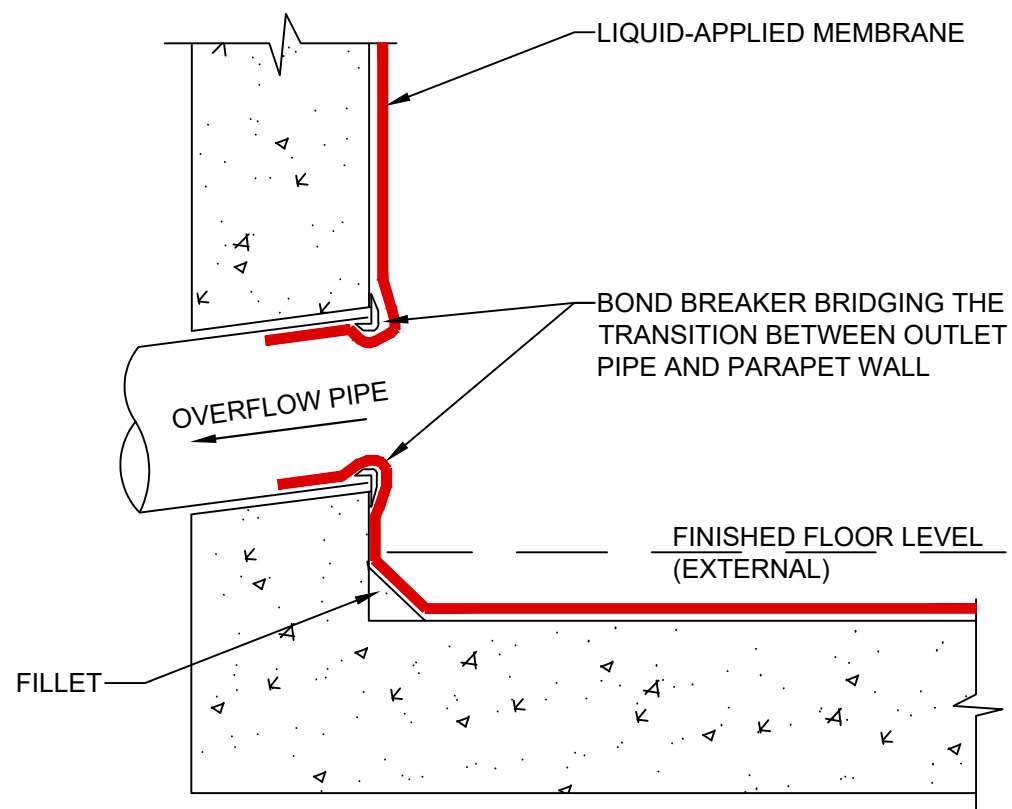 LIQUID-APPLIED MEMBRANE
BOND BREAKER BRIDGING THE
TRANSITION BETWEEN OUTLET
PIPE AND PARAPET WALL
OVERFLOW PIPE
FINISHED FLOOR LEVEL
(EXTERNAL)
FILLET